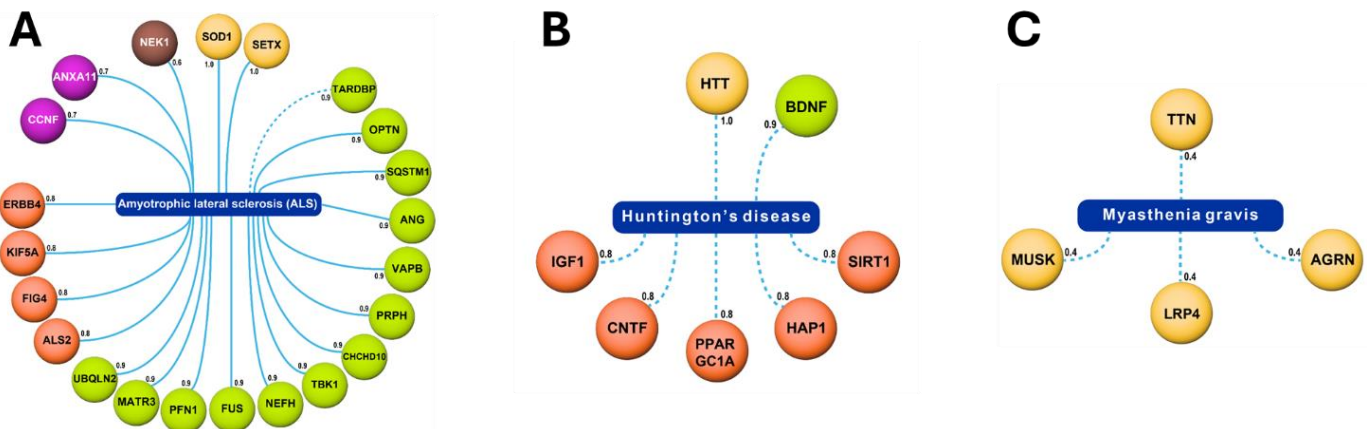 A
NEK1
0.6
SOD1
1.0
SETX
1.0
ANXA11
0.7
CCNF
0.7
TARDBP
0.9
OPTN
0.9
SQSTM1
0.9
ERBB4
0.8
Amyotrophic lateral sclerosis (ALS)
ANG
0.9
KIF5A
0.8
VAPB
0.9
FIG4
0.8
PRPH
0.9
ALS2
0.8
CHCHD10
0.9
UBQLN2
0.9
MATR3
0.9
PFN1
0.9
FUS
0.9
NEFH
0.9
TBK1
0.9
B
HTT
1.0
BDNF
0.9
Huntington's disease
IGF1
0.8
SIRT1
0.8
CNTF
0.8
PPAR
GC1A
0.8
HAP1
0.8
C
TTN
0.4
Myasthenia gravis
MUSK
0.4
AGRN
0.4
LRP4
0.4